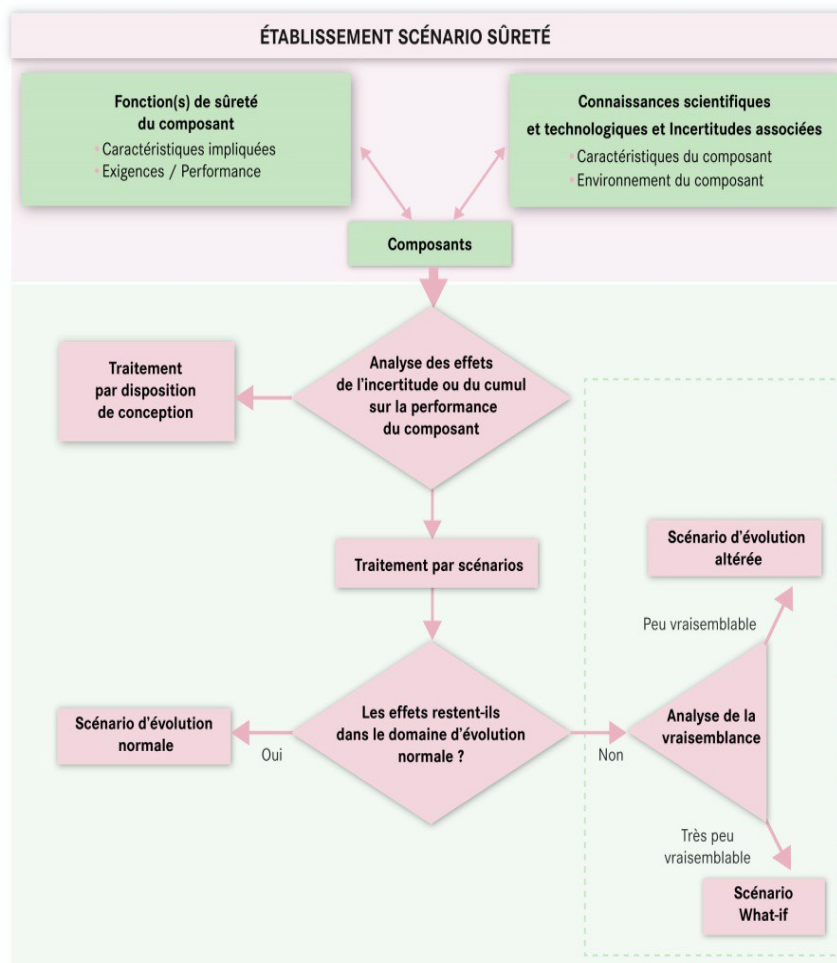 ÉTABLISSEMENT SCÉNARIO SÛRETÉ
Fonction(s) de sûreté
du composant
• Caractéristiques impliquées
• Exigences / Performance
Connaissances scientifiques
et technologiques et Incertitudes associées
• Caractéristiques du composant
• Environnement du composant
Composants
Traitement
par disposition
de conception
Analyse des effets
de l'incertitude ou du cumul
sur la performance
du composant
Traitement par scénarios
Scénario d'évolution
altérée
Peu vraisemblable
Scénario d'évolution
normale
Oui
Les effets restent-ils
dans le domaine d'évolution
normale ?
Non
Analyse de la
vraisemblance
Très peu
vraisemblable
Scénario
What-if